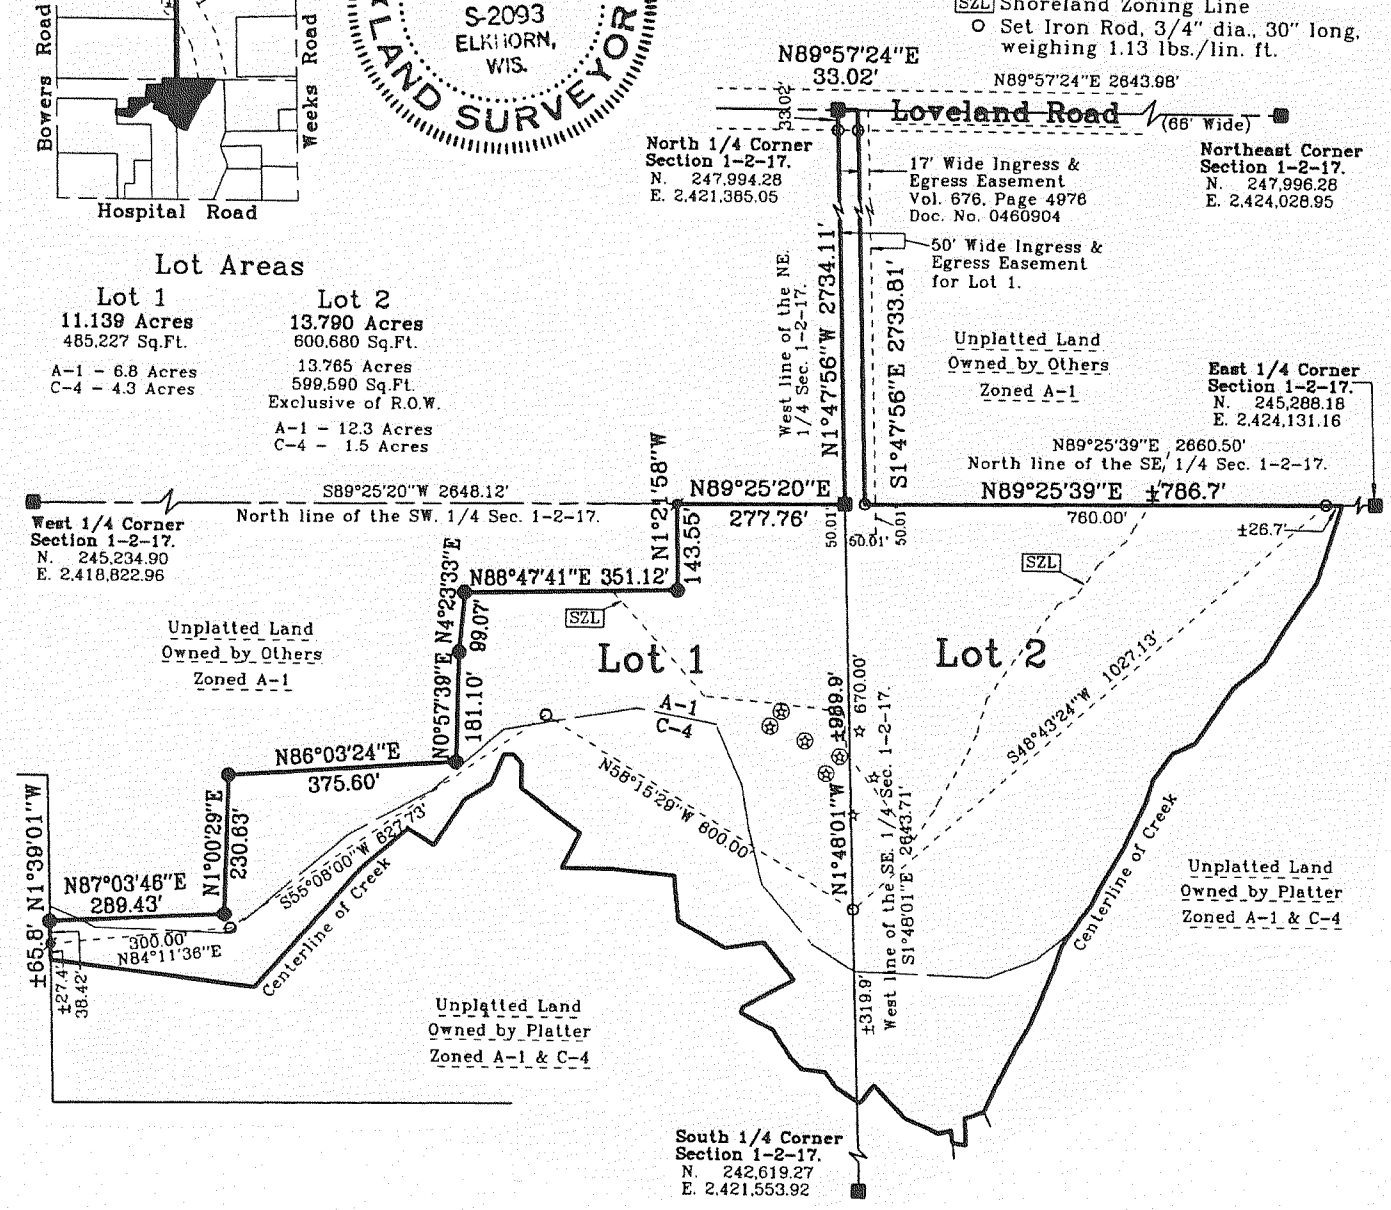 Bowers Road
Weeks Road
Hospital Road
S-2093
ELKHORN,
WIS.
LAND SURVEYOR
SZL Shoreland Zoning Line
O Set Iron Rod, 3/4" dia., 30" long,
weighing 1.13 lbs./lin. ft.
N89°57'24"E
33.02'
N89°57'24"E 2643.98'
33.02'
Loveland Road
(66' Wide)
North 1/4 Corner
Section 1-2-17.
N. 247,994.28
E. 2,421,385.05
17' Wide Ingress &
Egress Easement
Vol. 676, Page 4976
Doc. No. 0460904
Northeast Corner
Section 1-2-17.
N. 247,996.28
E. 2,424,028.95
50' Wide Ingress &
Egress Easement
for Lot 1.
West line of the NE.
1/4 Sec. 1-2-17.
N1°47'56"W 2734.11'
S1°47'56"E 2733.81'
Lot Areas
Lot 1
11.139 Acres
485,227 Sq.Ft.
A-1 - 6.8 Acres
C-4 - 4.3 Acres
Lot 2
13.790 Acres
600,680 Sq.Ft.
13.765 Acres
599,590 Sq.Ft.
Exclusive of R.O.W.
A-1 - 12.3 Acres
C-4 - 1.5 Acres
Unplatted Land
Owned by Others
Zoned A-1
East 1/4 Corner
Section 1-2-17.
N. 245,288.18
E. 2,424,131.16
N89°25'39"E 2660.50'
North line of the SE. 1/4 Sec. 1-2-17.
S89°25'20"W 2648.12'
North line of the SW. 1/4 Sec. 1-2-17.
N1°21'58"W
143.55'
N89°25'20"E
277.76'
N89°25'39"E ±786.7'
760.00'
±26.7'
50.01'
50.01'
50.01'
West 1/4 Corner
Section 1-2-17.
N. 245,234.90
E. 2,418,822.96
N88°47'41"E 351.12'
N4°23'33"E
99.07'
SZL
SZL
Unplatted Land
Owned by Others
Zoned A-1
Lot 1
Lot 2
N0°57'39"E
181.10'
A-1
C-4
±989.9'
N1°48'01"W
670.00'
S48°43'24"W 1027.13'
N86°03'24"E
375.60'
N58°15'29"W 600.00'
West line of the SE. 1/4 Sec. 1-2-17.
S1°48'01"E 2643.71'
N1°39'01"W
±65.8'
N1°00'29"E
230.63'
S55°08'00"W 627.73'
N87°03'46"E
289.43'
300.00'
N84°11'36"E
±27.4'
38.42'
Centerline of Creek
Centerline of Creek
±319.9'
Unplatted Land
Owned by Platter
Zoned A-1 & C-4
Unplatted Land
Owned by Platter
Zoned A-1 & C-4
South 1/4 Corner
Section 1-2-17.
N. 242,619.27
E. 2,421,553.92